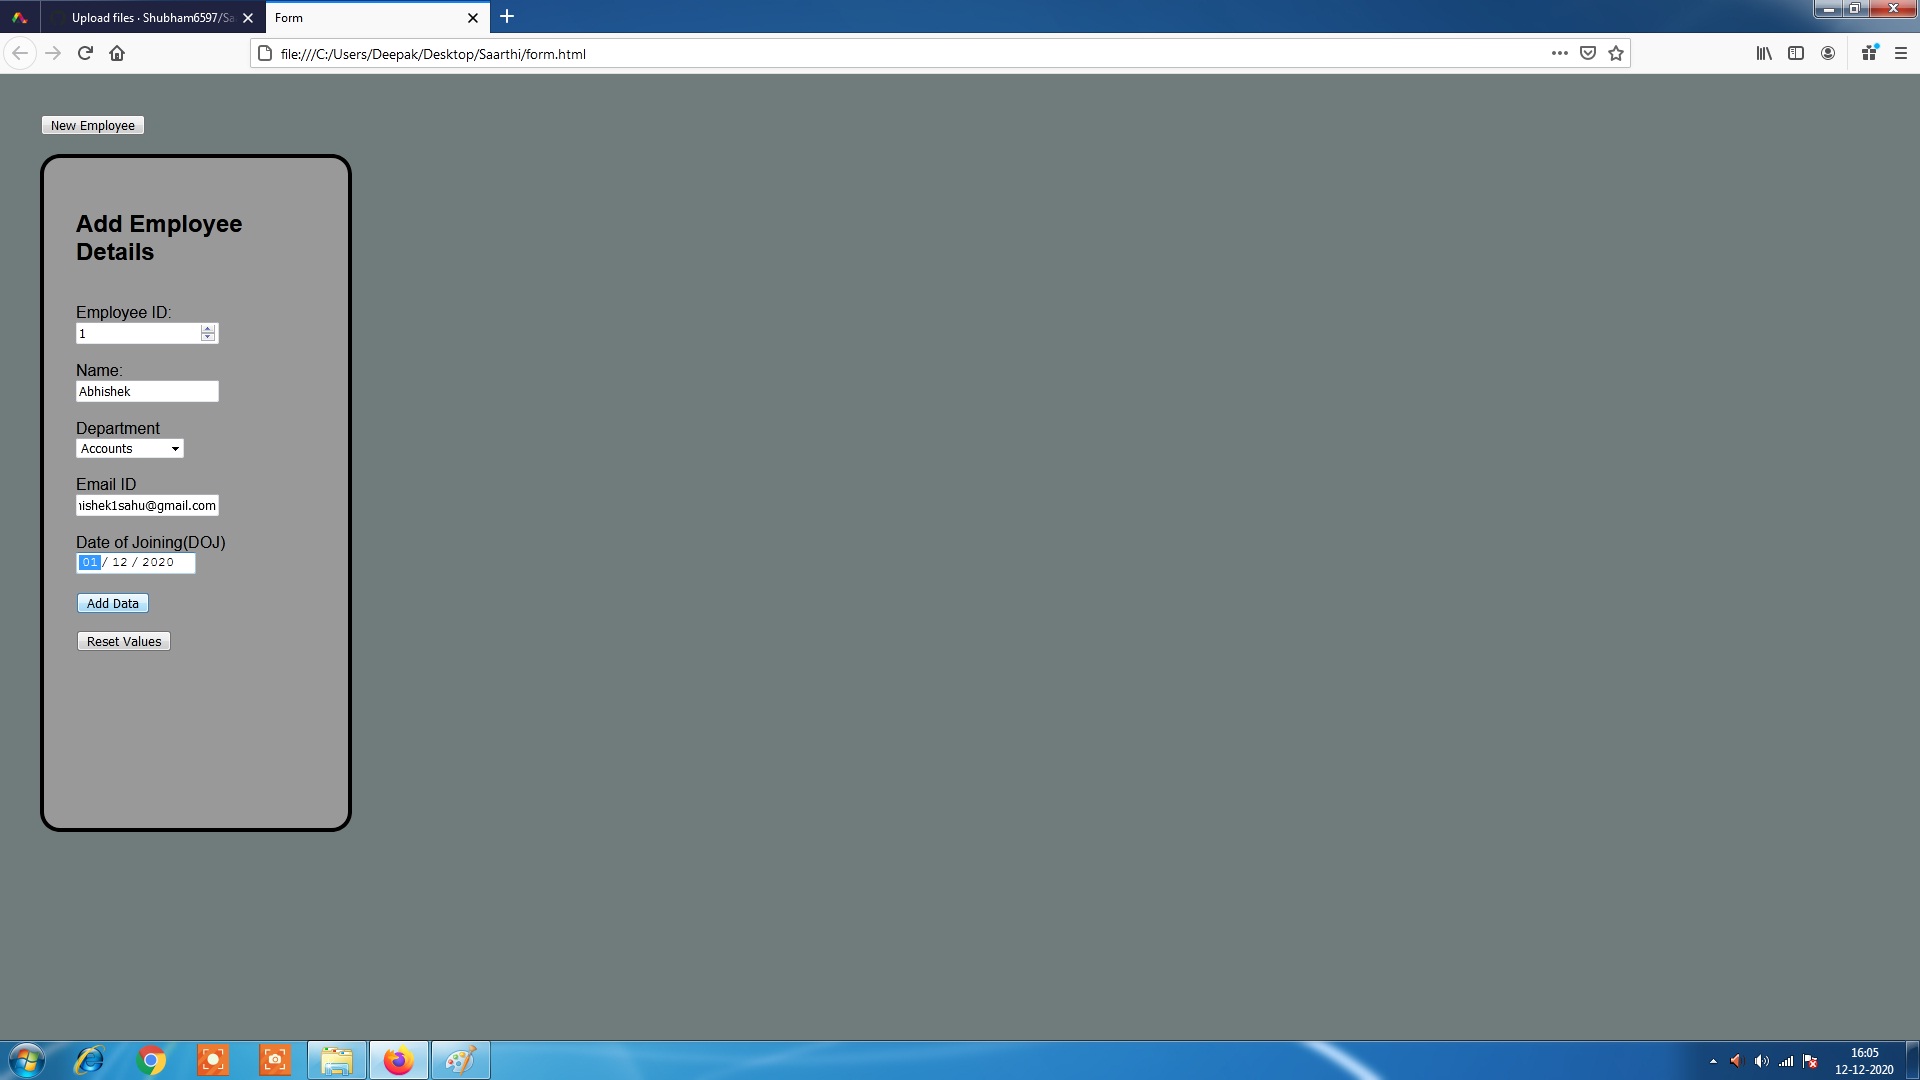 Upload files · Shubham6597/Sa
Form
file:///C:/Users/Deepak/Desktop/Saarthi/form.html
New Employee
Add Employee
Details
Employee ID:
1
Name:
Abhishek
Department
Accounts
Email ID
ishek1sahu@gmail.com
Date of Joining(DOJ)
01 / 12 / 2020
Add Data
Reset Values
16:05
12-12-2020